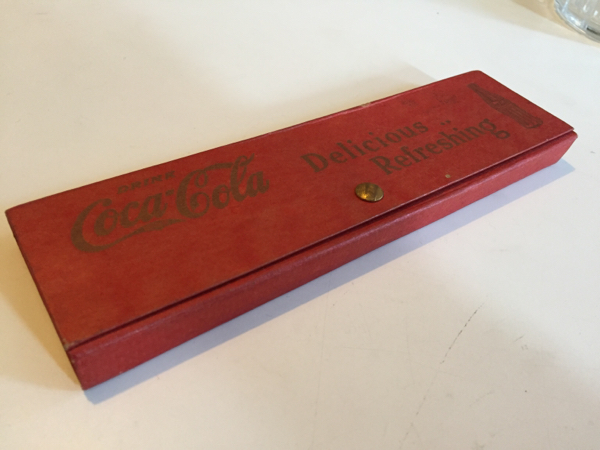 DRINK
Coca-Cola
Delicious
Refreshing